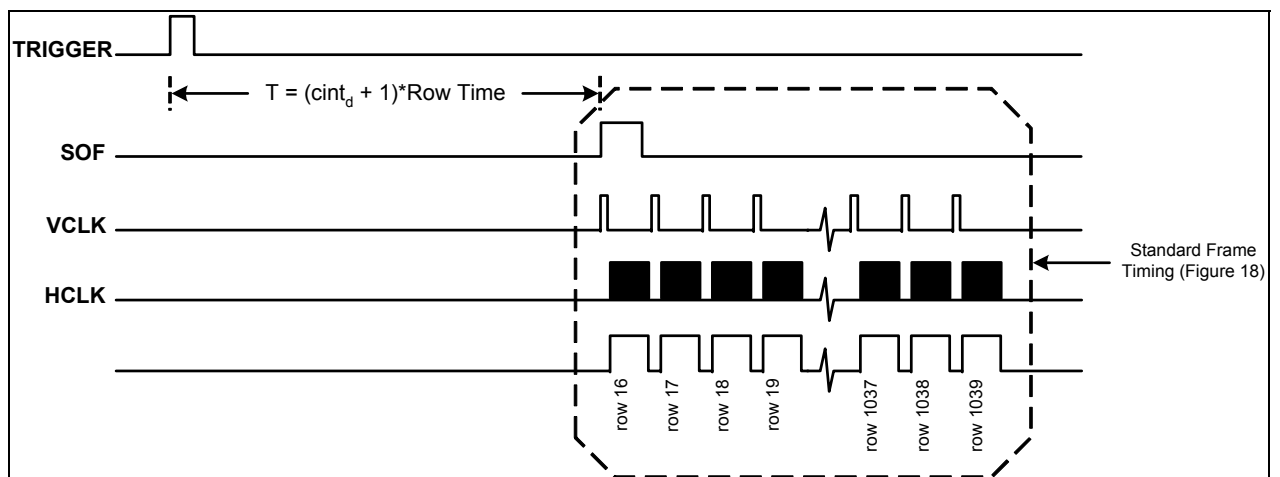 TRIGGER
T = (cint_d + 1)*Row Time
SOF
VCLK
Standard Frame
Timing (Figure 18)
HCLK
row 16
row 17
row 18
row 19
row 1037
row 1038
row 1039